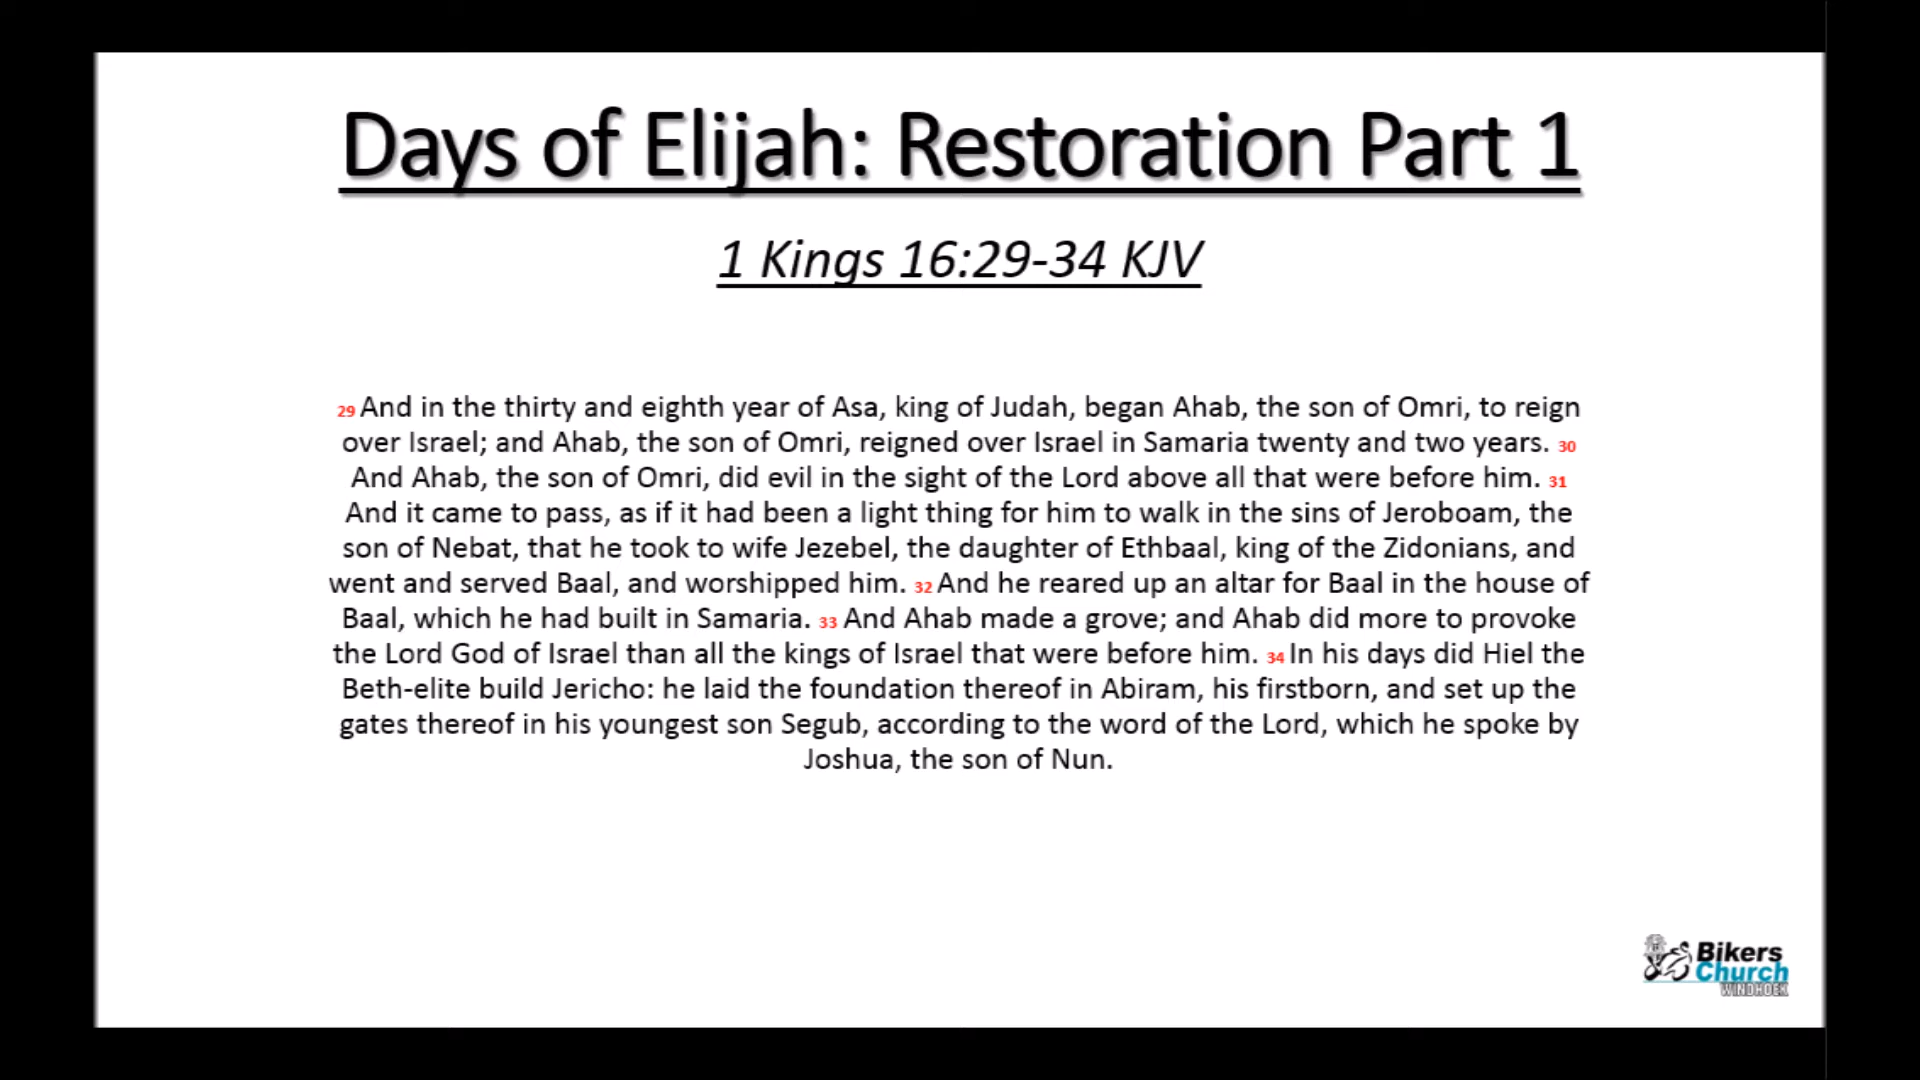 Days of Elijah: Restoration Part 1
1 Kings 16:29-34 KJV
29 And in the thirty and eighth year of Asa, king of Judah, began Ahab, the son of Omri, to reign
over Israel; and Ahab, the son of Omri, reigned over Israel in Samaria twenty and two years. 30
And Ahab, the son of Omri, did evil in the sight of the Lord above all that were before him. 31
And it came to pass, as if it had been a light thing for him to walk in the sins of Jeroboam, the
son of Nebat, that he took to wife Jezebel, the daughter of Ethbaal, king of the Zidonians, and
went and served Baal, and worshipped him. 32 And he reared up an altar for Baal in the house of
Baal, which he had built in Samaria. 33 And Ahab made a grove; and Ahab did more to provoke
the Lord God of Israel than all the kings of Israel that were before him. 34 In his days did Hiel the
Beth-elite build Jericho: he laid the foundation thereof in Abiram, his firstborn, and set up the
gates thereof in his youngest son Segub, according to the word of the Lord, which he spoke by
Joshua, the son of Nun.
Bikers
Church
WINDHOEK